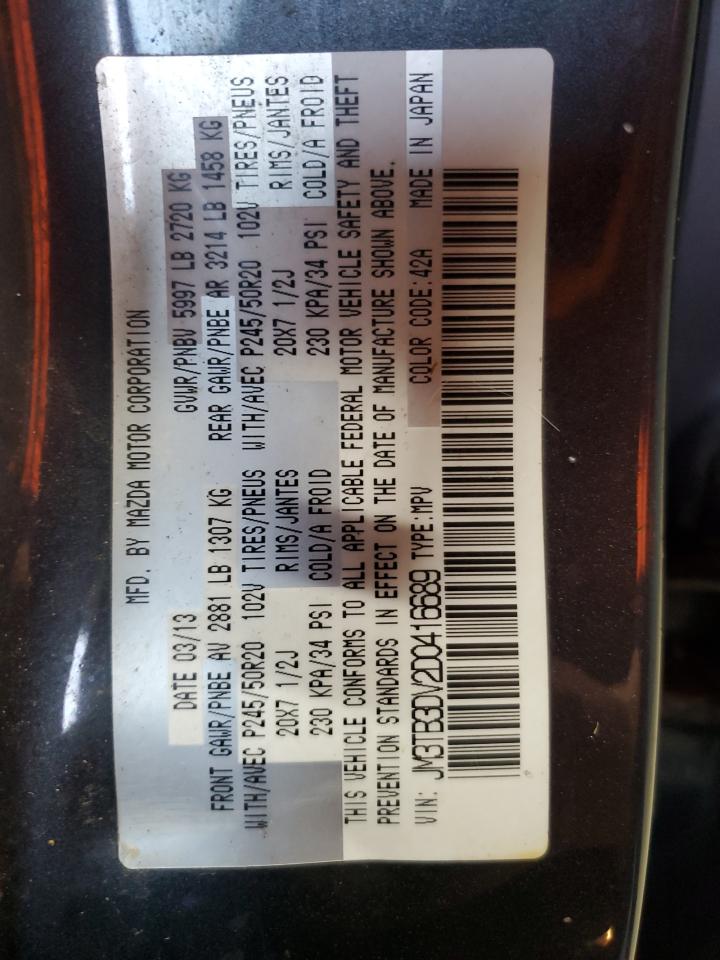 MFD. BY MAZDA MOTOR CORPORATION
DATE 03/13 GVWR/PNBV 5997 LB 2720 KG
FRONT GAWR/PNBE AV 2881 LB 1307 KG REAR GAWR/PNBE AR 3214 LB 1458 KG
WITH/AVEC P245/50R20 102V TIRES/PNEUS WITH/AVEC P245/50R20 102V TIRES/PNEUS
20X7 1/2J RIMS/JANTES 20X7 1/2J RIMS/JANTES
230 KPA/34 PSI COLD/A FROID 230 KPA/34 PSI COLD/A FROID
THIS VEHICLE CONFORMS TO ALL APPLICABLE FEDERAL MOTOR VEHICLE SAFETY AND THEFT
PREVENTION STANDARDS IN EFFECT ON THE DATE OF MANUFACTURE SHOWN ABOVE.
VIN: JM3TB3DV2D0416689 TYPE:MPV COLOR CODE:42A MADE IN JAPAN